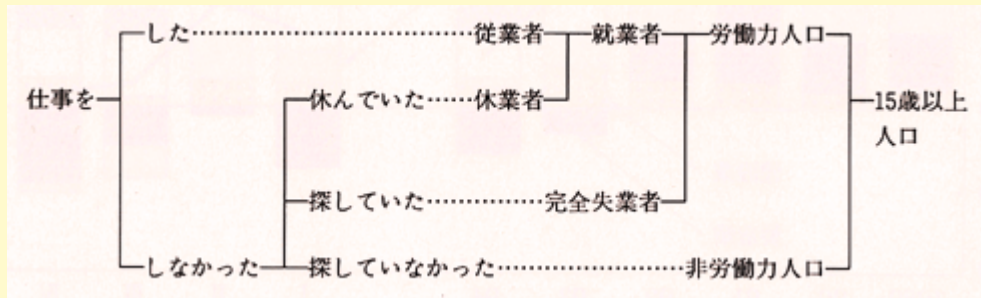 した 従業者 就業者 労働力人口
仕事を 休んでいた 休業者 15歳以上
人口
探していた 完全失業者
しなかった 探していなかった 非労働力人口